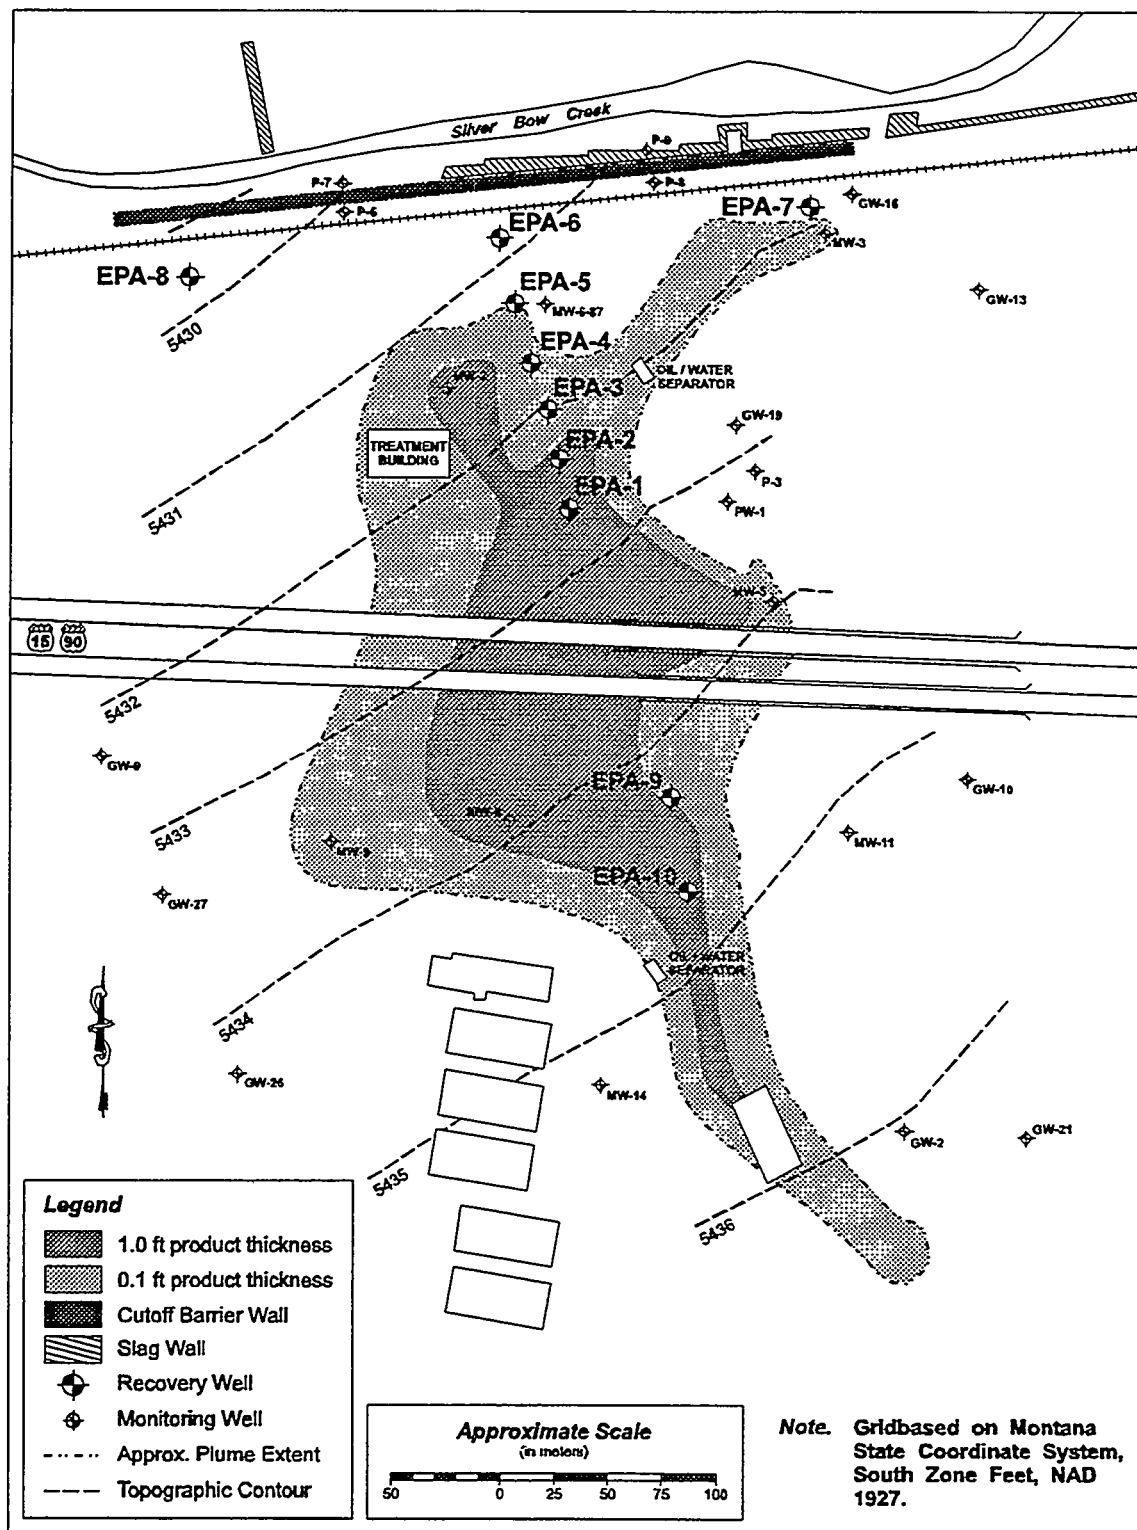 Silver Bow Creek
P-9
P-7
P-8
P-6
GW-16
EPA-7
EPA-6
MW-3
EPA-8
EPA-5
GW-13
MW-6-87
5430
EPA-4
OIL / WATER
SEPARATOR
EPA-3
GW-19
EPA-2
TREATMENT
BUILDING
P-3
EPA-1
PW-1
5431
MW-5
15 90
5432
GW-9
EPA-9
GW-10
5433
MW-11
MW-9
EPA-10
GW-27
OIL / WATER
SEPARATOR
5434
GW-26
MW-14
GW-2
GW-21
5435
5436
Legend
1.0 ft product thickness
0.1 ft product thickness
Cutoff Barrier Wall
Slag Wall
Recovery Well
Monitoring Well
Approx. Plume Extent
Topographic Contour
Approximate Scale
(in meters)
50 0 25 50 75 100
Note. Gridbased on Montana
State Coordinate System,
South Zone Feet, NAD
1927.